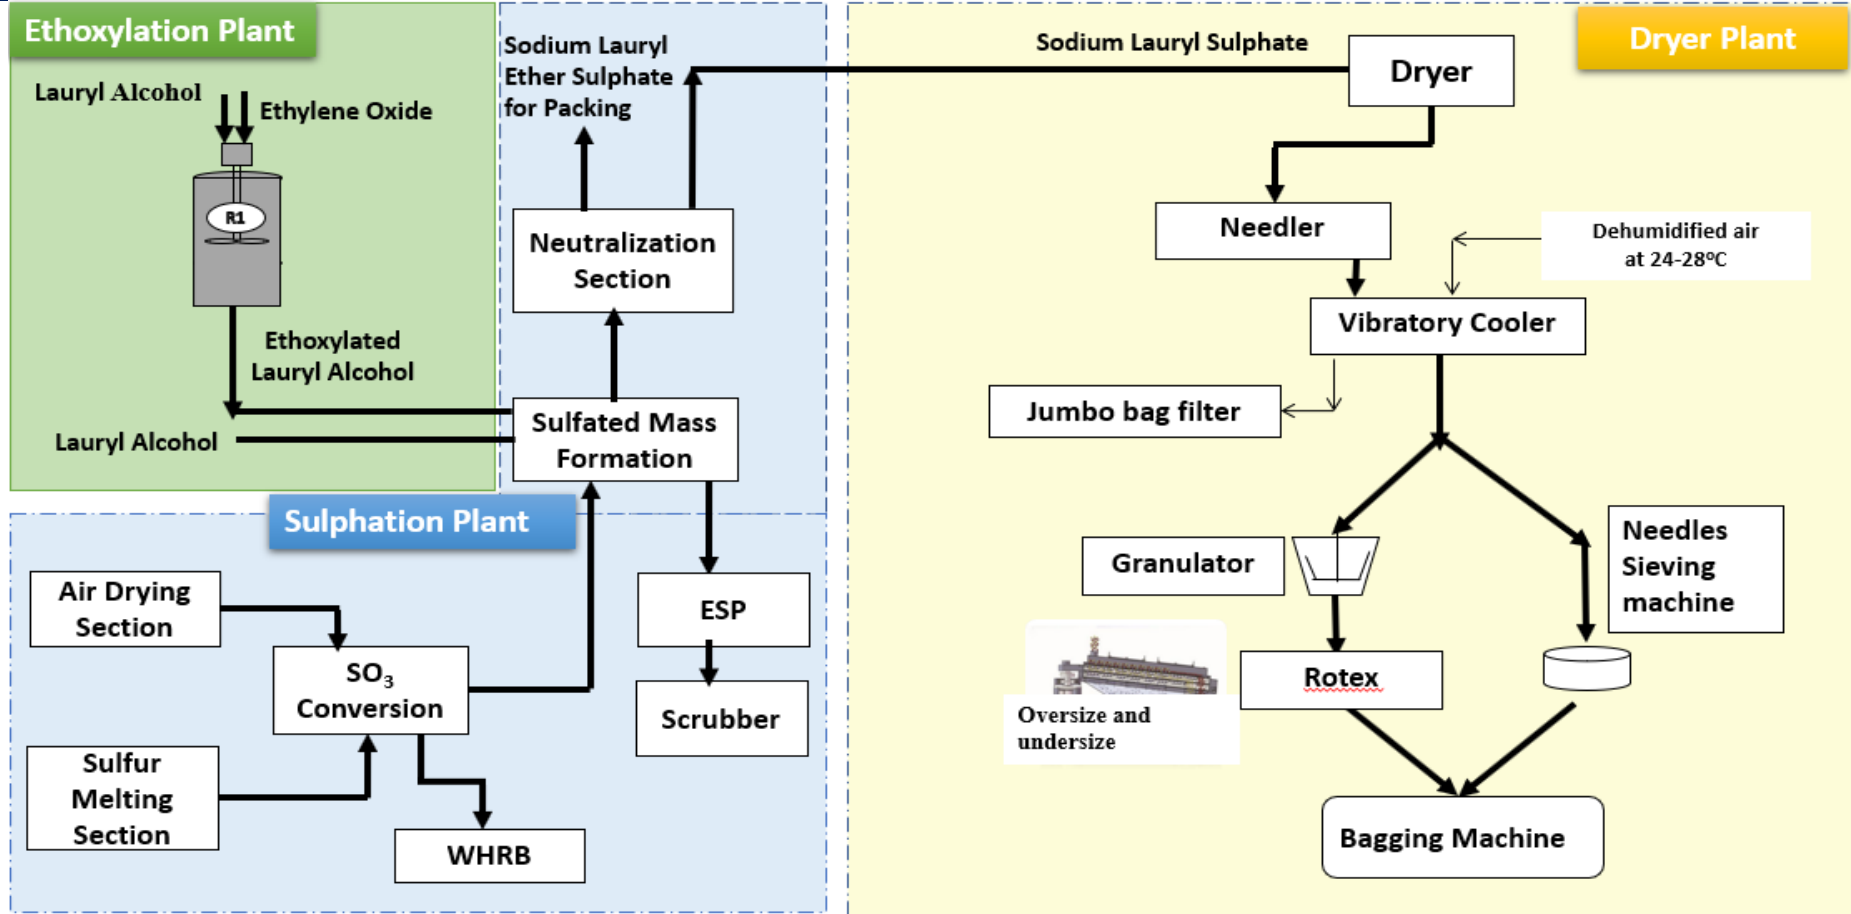 Ethoxylation Plant
Lauryl Alcohol
Ethylene Oxide
R1
Ethoxylated
Lauryl Alcohol
Lauryl Alcohol
Sodium Lauryl
Ether Sulphate
for Packing
Neutralization
Section
Sulfated Mass
Formation
Sulphation Plant
Air Drying
Section
SO₃
Conversion
Sulfur
Melting
Section
WHRB
ESP
Scrubber
Dryer Plant
Sodium Lauryl Sulphate
Dryer
Needler
Dehumidified air
at 24-28ºC
Vibratory Cooler
Jumbo bag filter
Granulator
Needles
Sieving
machine
Rotex
Oversize and
undersize
Bagging Machine